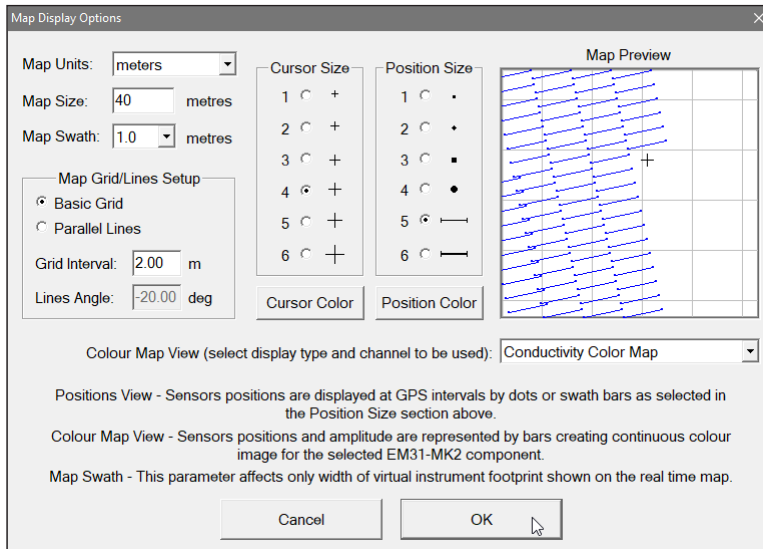 Map Display Options
Map Units: meters
Map Size: 40 metres
Map Swath: 1.0 metres
Map Grid/Lines Setup
Basic Grid
Parallel Lines
Grid Interval: 2.00 m
Lines Angle: -20.00 deg
Cursor Size
1
2
3
4
5
6
Cursor Color
Position Size
1
2
3
4
5
6
Position Color
Map Preview
Colour Map View (select display type and channel to be used): Conductivity Color Map
Positions View - Sensors positions are displayed at GPS intervals by dots or swath bars as selected in
the Position Size section above.
Colour Map View - Sensors positions and amplitude are represented by bars creating continuous colour
image for the selected EM31-MK2 component.
Map Swath - This parameter affects only width of virtual instrument footprint shown on the real time map.
Cancel
OK